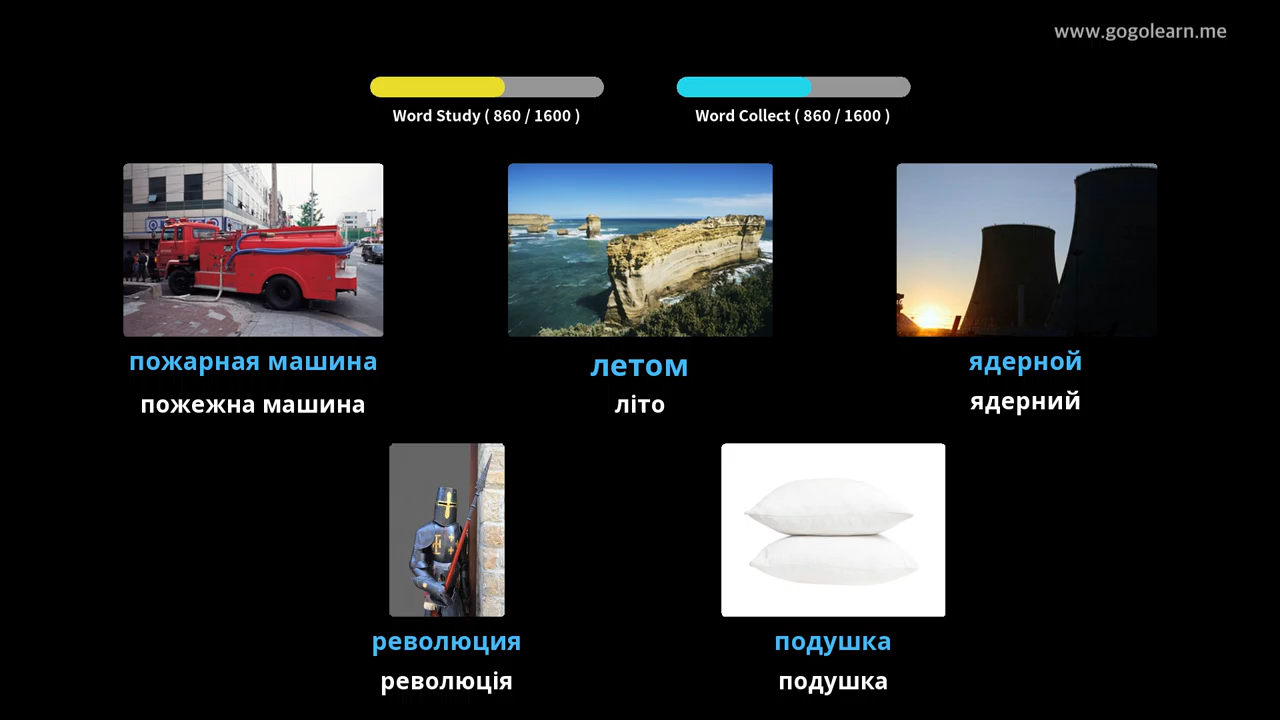 www.gogolearn.me
Word Study ( 860 / 1600 )
Word Collect ( 860 / 1600 )
пожарная машина
пожежна машина
летом
літо
ядерной
ядерний
революция
революція
подушка
подушка